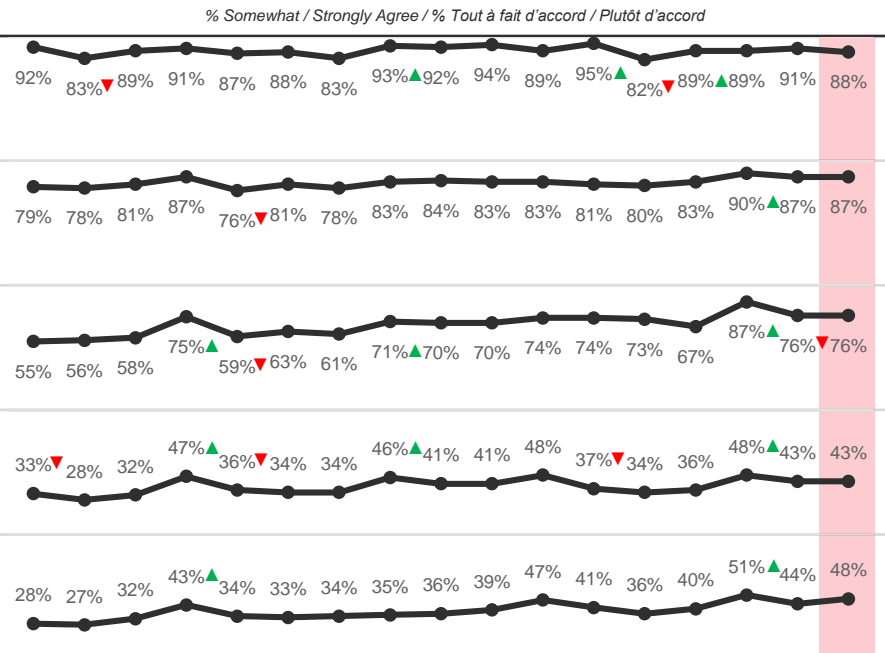 % Somewhat / Strongly Agree / % Tout à fait d'accord / Plutôt d'accord
92% 83% ▼ 89% 91% 87% 88% 83% 93% ▲ 92% 94% 89% 95% ▲ 82% ▼ 89% ▲ 89% 91% 88%
79% 78% 81% 87% 76% ▼ 81% 78% 83% 84% 83% 83% 81% 80% 83% 90% ▲ 87% 87%
55% 56% 58% 75% ▲ 59% ▼ 63% 61% 71% ▲ 70% 70% 74% 74% 73% 67% 87% ▲ 76% ▼ 76%
33% ▼ 28% 32% 47% ▲ 36% ▼ 34% 34% 46% ▲ 41% 41% 48% 37% ▼ 34% 36% 48% ▲ 43% 43%
28% 27% 32% 43% ▲ 34% 33% 34% 35% 36% 39% 47% 41% 36% 40% 51% ▲ 44% 48%